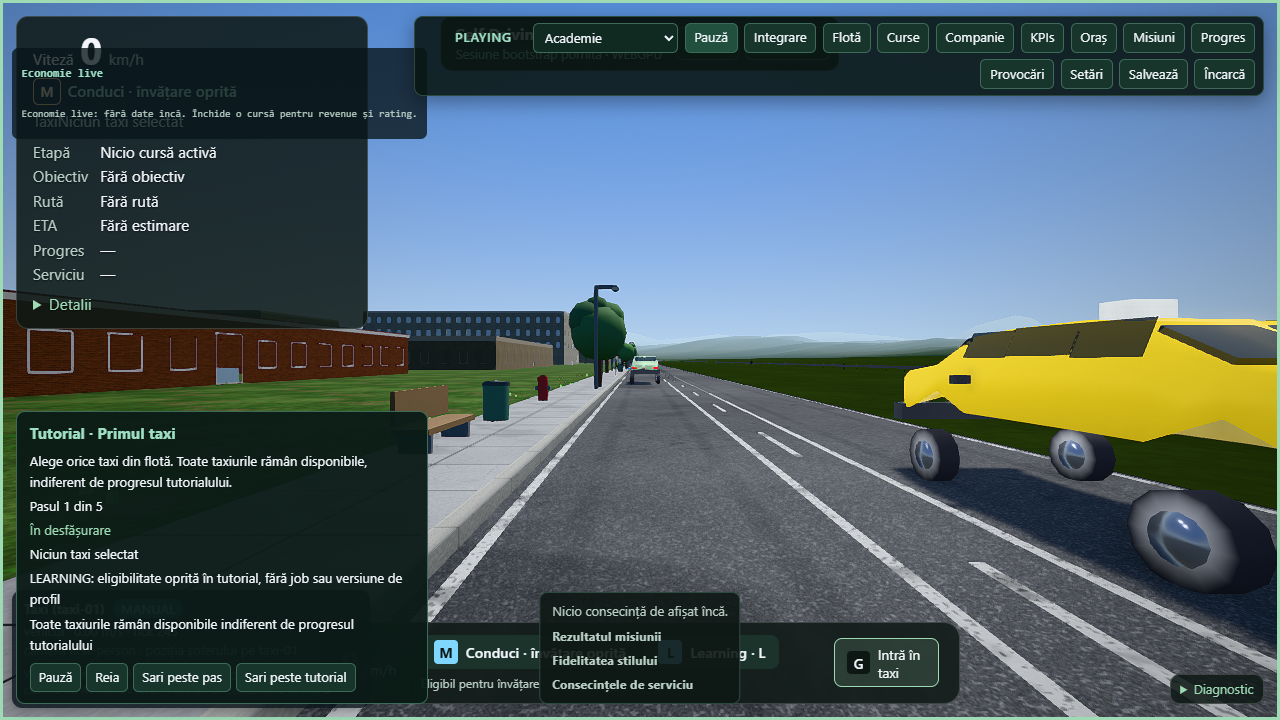 Viteză 0 km/h
Economie live
M Conduci · învățare oprită
Economie live: fără date încă. Închide o cursă pentru revenue și rating.
TaxiNiciun taxi selectat
Etapă Nicio cursă activă
Obiectiv Fără obiectiv
Rută Fără rută
ETA Fără estimare
Progres —
Serviciu —
Detalii
PLAYING Academie Pauză Integrare Flotă Curse Companie KPIs Oraș Misiuni Progres
Provocări Setări Salvează Încarcă
Tutorial · Primul taxi
Alege orice taxi din flotă. Toate taxiurile rămân disponibile,
indiferent de progresul tutorialului.
Pasul 1 din 5
În desfășurare
Niciun taxi selectat
LEARNING: eligibilitate oprită în tutorial, fără job sau versiune de
profil
Toate taxiurile rămân disponibile indiferent de progresul
tutorialului
Pauză Reia Sari peste pas Sari peste tutorial
Nicio consecință de afișat încă.
Rezultatul misiunii
Fidelitatea stilului
Consecințele de serviciu
M Conduci · învățare oprită
L Learning · L
G Intră în
taxi
Diagnostic